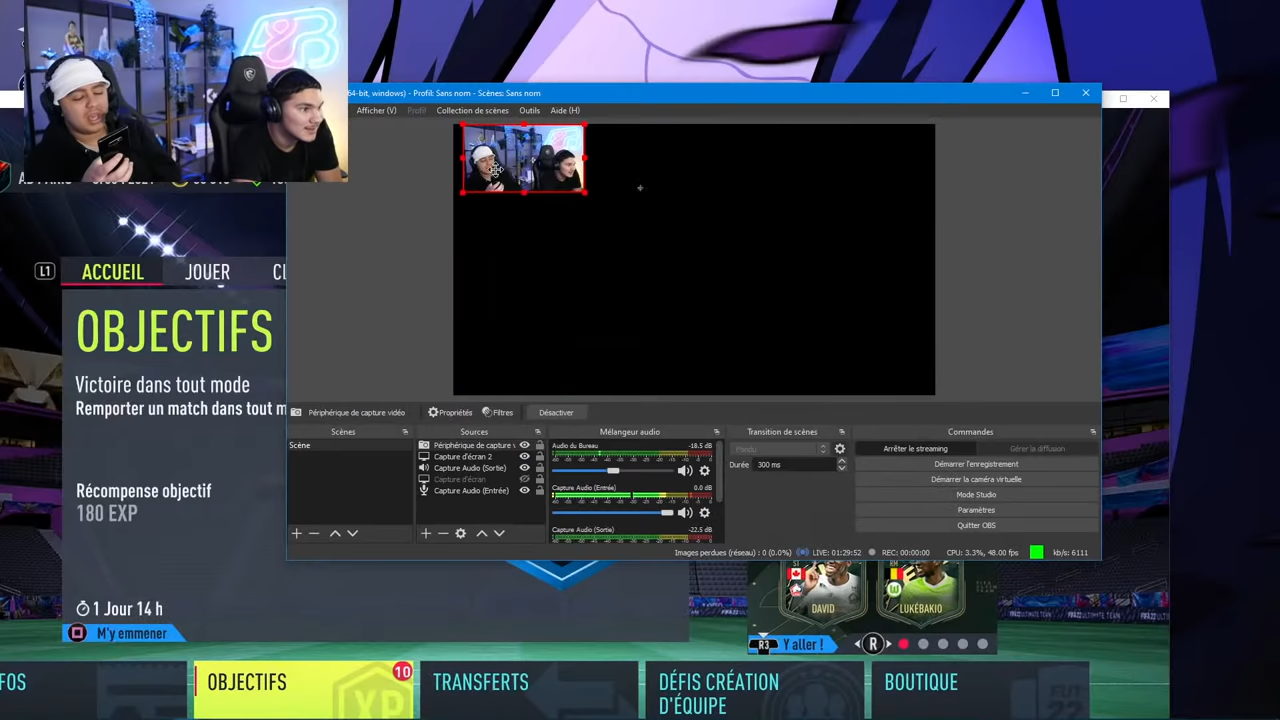 64-bit, windows) - Profil: Sans nom - Scènes: Sans nom
Afficher (V) Profil Collection de scènes Outils Aide (H)
L1 ACCUEIL JOUER
OBJECTIFS
Victoire dans tout mode
Remporter un match dans tout m
Récompense objectif
180 EXP
1 Jour 14 h
M'y emmener
Périphérique de capture vidéo Propriétés Filtres Désactiver
Scènes Sources Mélangeur audio Transition de scènes Commandes
Scène
Périphérique de capture v
Capture d'écran 2
Capture Audio (Sortie)
Capture d'écran
Capture Audio (Entrée)
Audio du Bureau -18.5 dB
Capture Audio (Entrée) 0.0 dB
Capture Audio (Sortie) -22.5 dB
Durée 300 ms
Arrêter le streaming Gérer la diffusion
Démarrer l'enregistrement
Démarrer la caméra virtuelle
Mode Studio
Paramètres
Quitter OBS
Images perdues (réseau) : 0 (0.0%) LIVE: 01:29:52 REC: 00:00:00 CPU: 3.3%, 48.00 fps kb/s: 6111
ST RM
DAVID LUKÉBAKIO
R3 Y aller ! R
FOS OBJECTIFS 10 TRANSFERTS DÉFIS CRÉATION BOUTIQUE
D'ÉQUIPE
XP